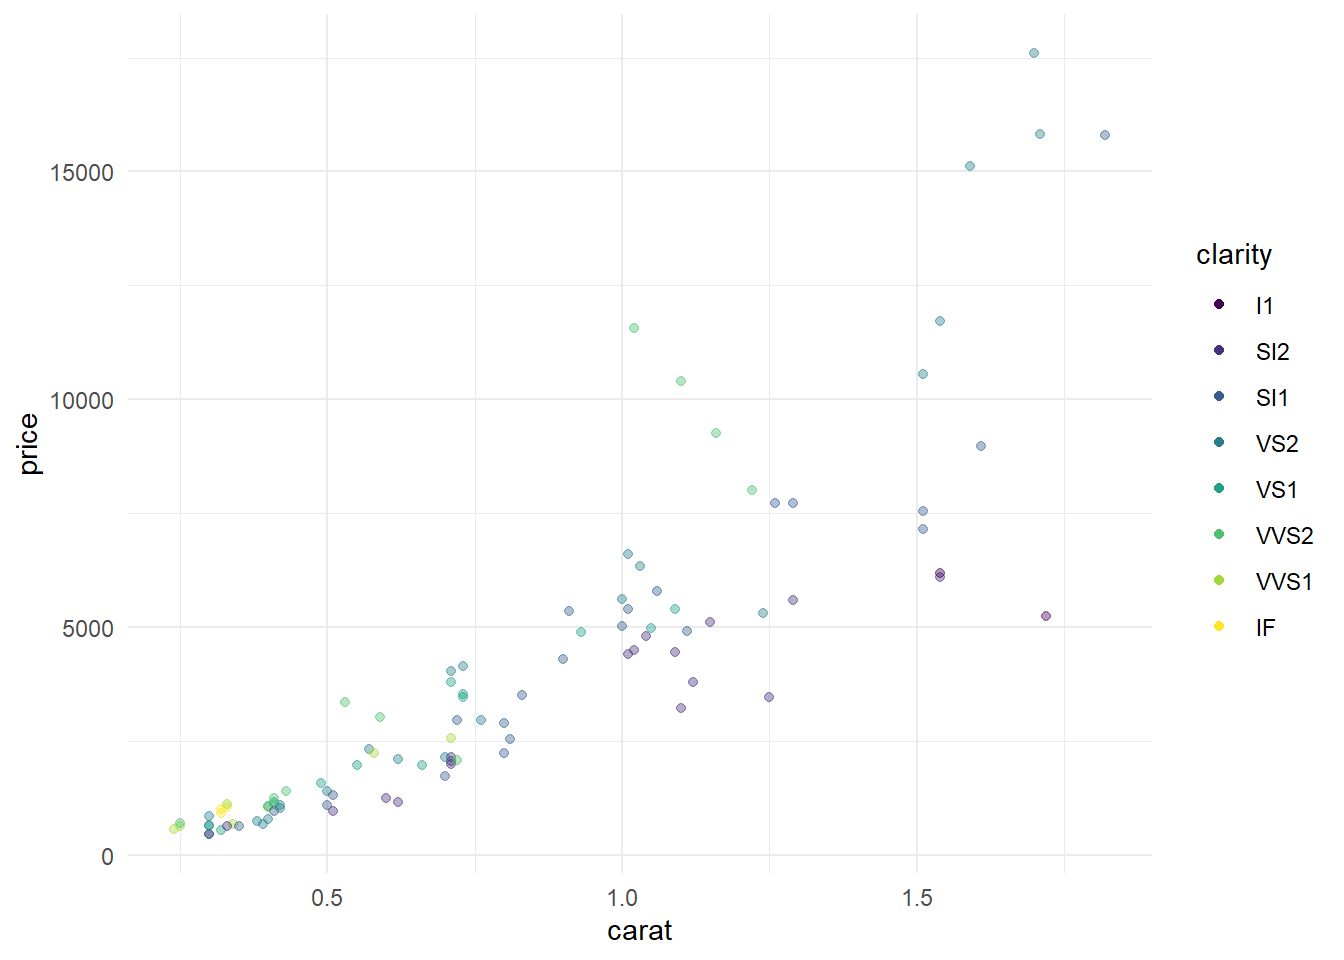 15000
10000
5000
0
price
0.5
1.0
1.5
carat
clarity
I1
SI2
SI1
VS2
VS1
VVS2
VVS1
IF